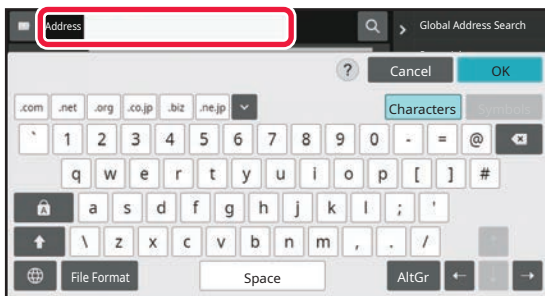 Address
> Global Address Search
? Cancel OK
.com .net .org .co.jp .biz .ne.jp Characters Symbols
` 1 2 3 4 5 6 7 8 9 0 - = @
q w e r t y u i o p [ ] #
A a s d f g h j k l ; '
\ z x c v b n m , . /
File Format Space AltGr ← ↓ →